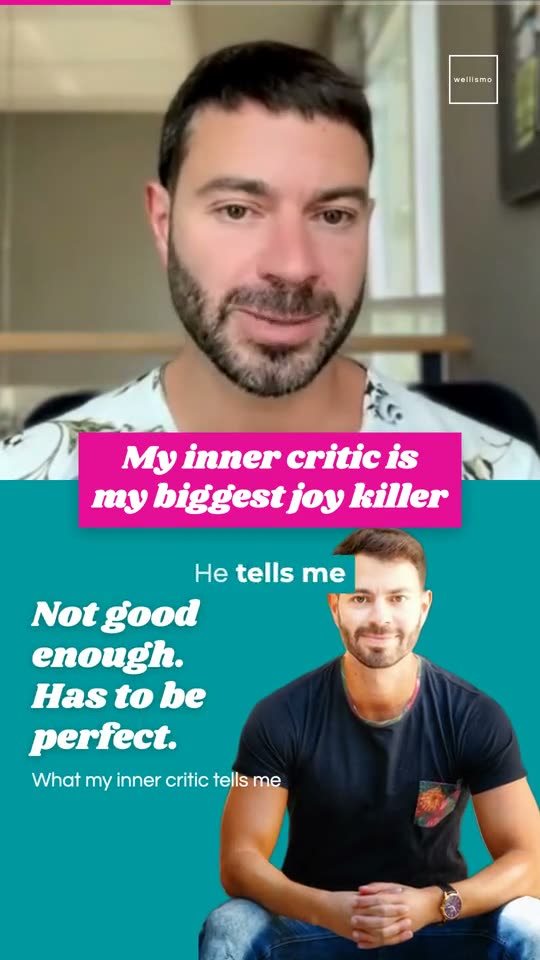 wellismo
My inner critic is
my biggest joy killer
He tells me
Not good
enough.
Has to be
perfect.
What my inner critic tells me